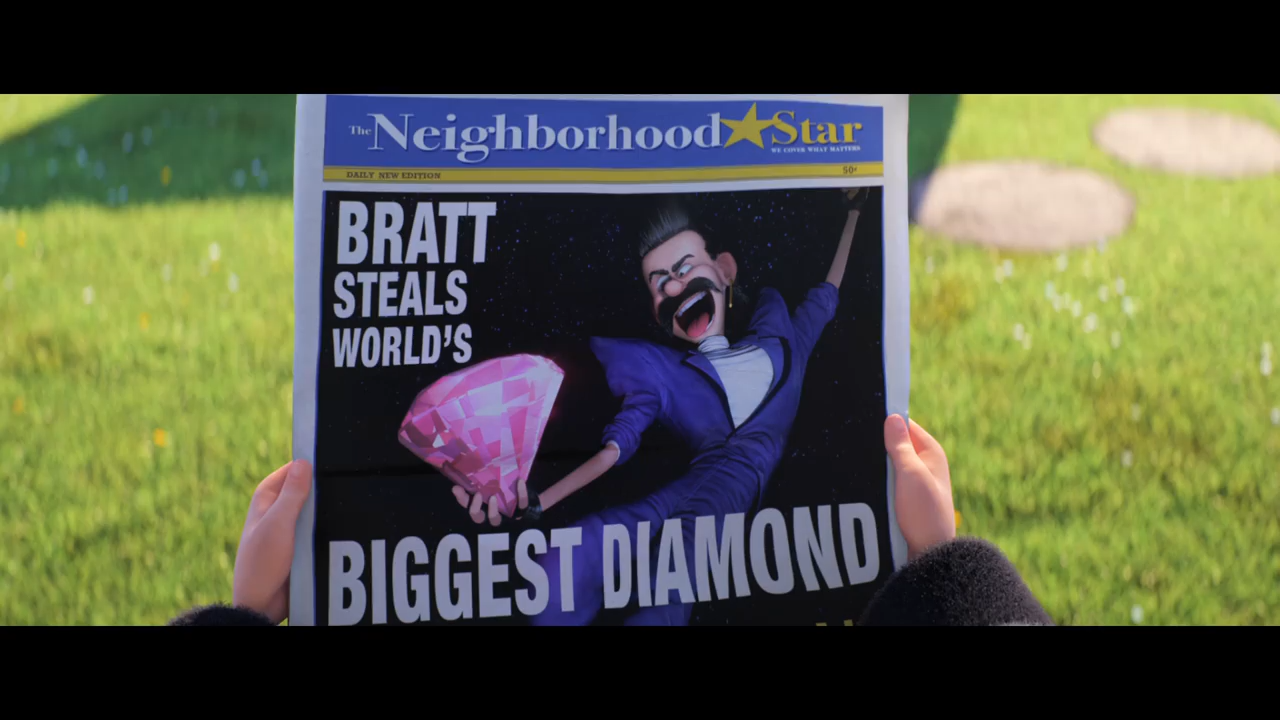 The Neighborhood Star
WE COVER WHAT MATTERS
DAILY NEW EDITION
50¢
BRATT
STEALS
WORLD'S
BIGGEST DIAMOND